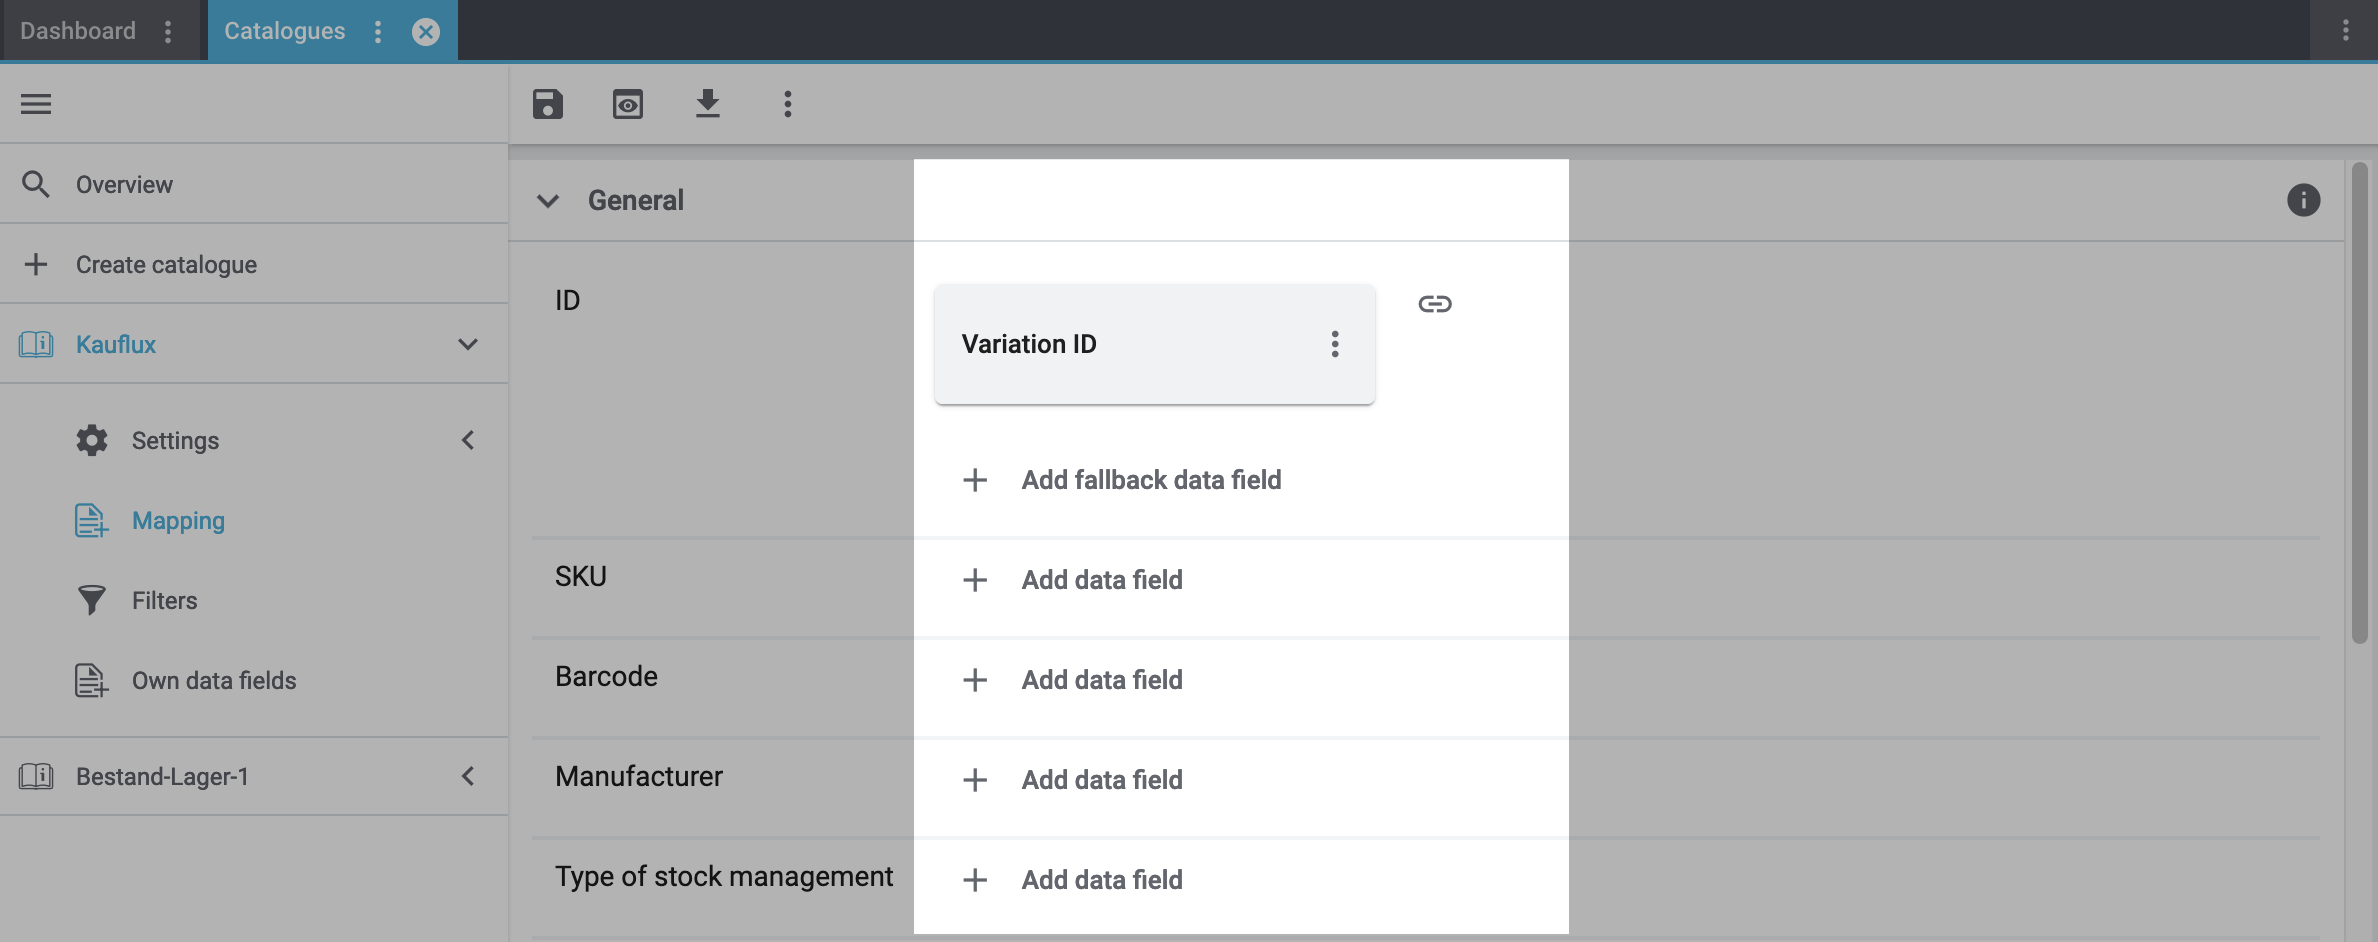 Dashboard
Catalogues
Overview
Create catalogue
Kauflux
Settings
Mapping
Filters
Own data fields
Bestand-Lager-1
General
ID
Variation ID
Add fallback data field
SKU
Add data field
Barcode
Add data field
Manufacturer
Add data field
Type of stock management
Add data field